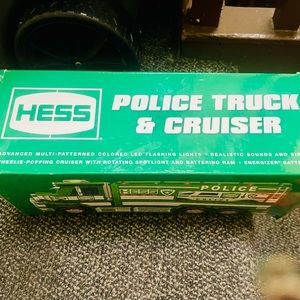 HESS
POLICE TRUCK
& CRUISER
ADVANCED MULTI-PATTERNED COLORED LED FLASHING LIGHTS • REALISTIC SOUNDS AND
WHEELIE-POPPING CRUISER WITH ROTATING SPOTLIGHT AND BATTERING RAM • ENERGIZER
HESS
POLICE